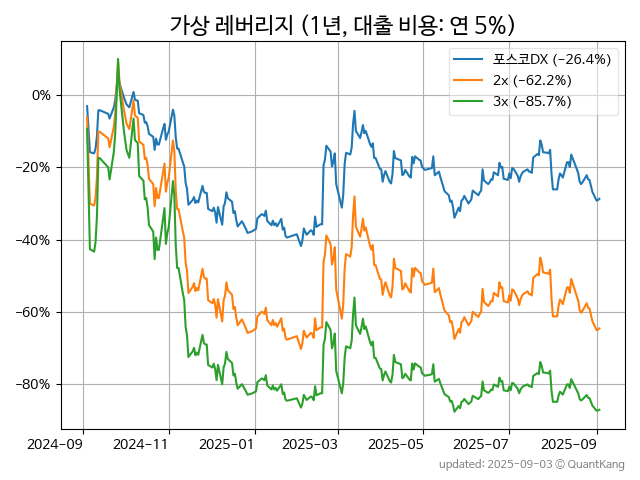 가상 레버리지 (1년, 대출 비용: 연 5%)
포스코DX (−26.4%)
2x (−62.2%)
3x (−85.7%)
0%
−20%
−40%
−60%
−80%
2024-09
2024-11
2025-01
2025-03
2025-05
2025-07
2025-09
updated: 2025-09-03 © QuantKang